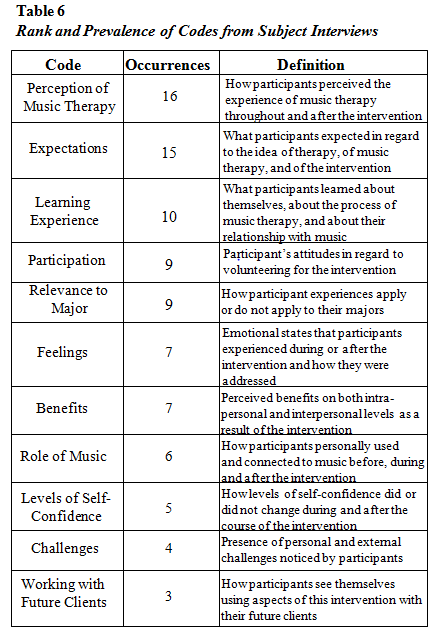 Table 6
Rank and Prevalence of Codes from Subject Interviews
Code Occurrences Definition
Perception of Music Therapy 16 How participants perceived the
experience of music therapy
throughout and after the intervention
Expectations 15 What participants expected in regard
to the idea of therapy, of music
therapy, and of the intervention
Learning Experience 10 What participants learned about
themselves, about the process of
music therapy, and about their
relationship with music
Participation 9 Participant's attitudes in regard to
volunteering for the intervention
Relevance to Major 9 How participant experiences apply
or do not apply to their majors
Feelings 7 Emotional states that participants
experienced during or after the
intervention and how they were
addressed
Benefits 7 Perceived benefits on both intra-
personal and interpersonal levels as a
result of the intervention
Role of Music 6 How participants personally used
and connected to music before, during
and after the intervention
Levels of Self-Confidence 5 How levels of self-confidence did or
did not change during and after the
course of the intervention
Challenges 4 Presence of personal and external
challenges noticed by participants
Working with Future Clients 3 How participants see themselves
using aspects of this intervention with
their future clients